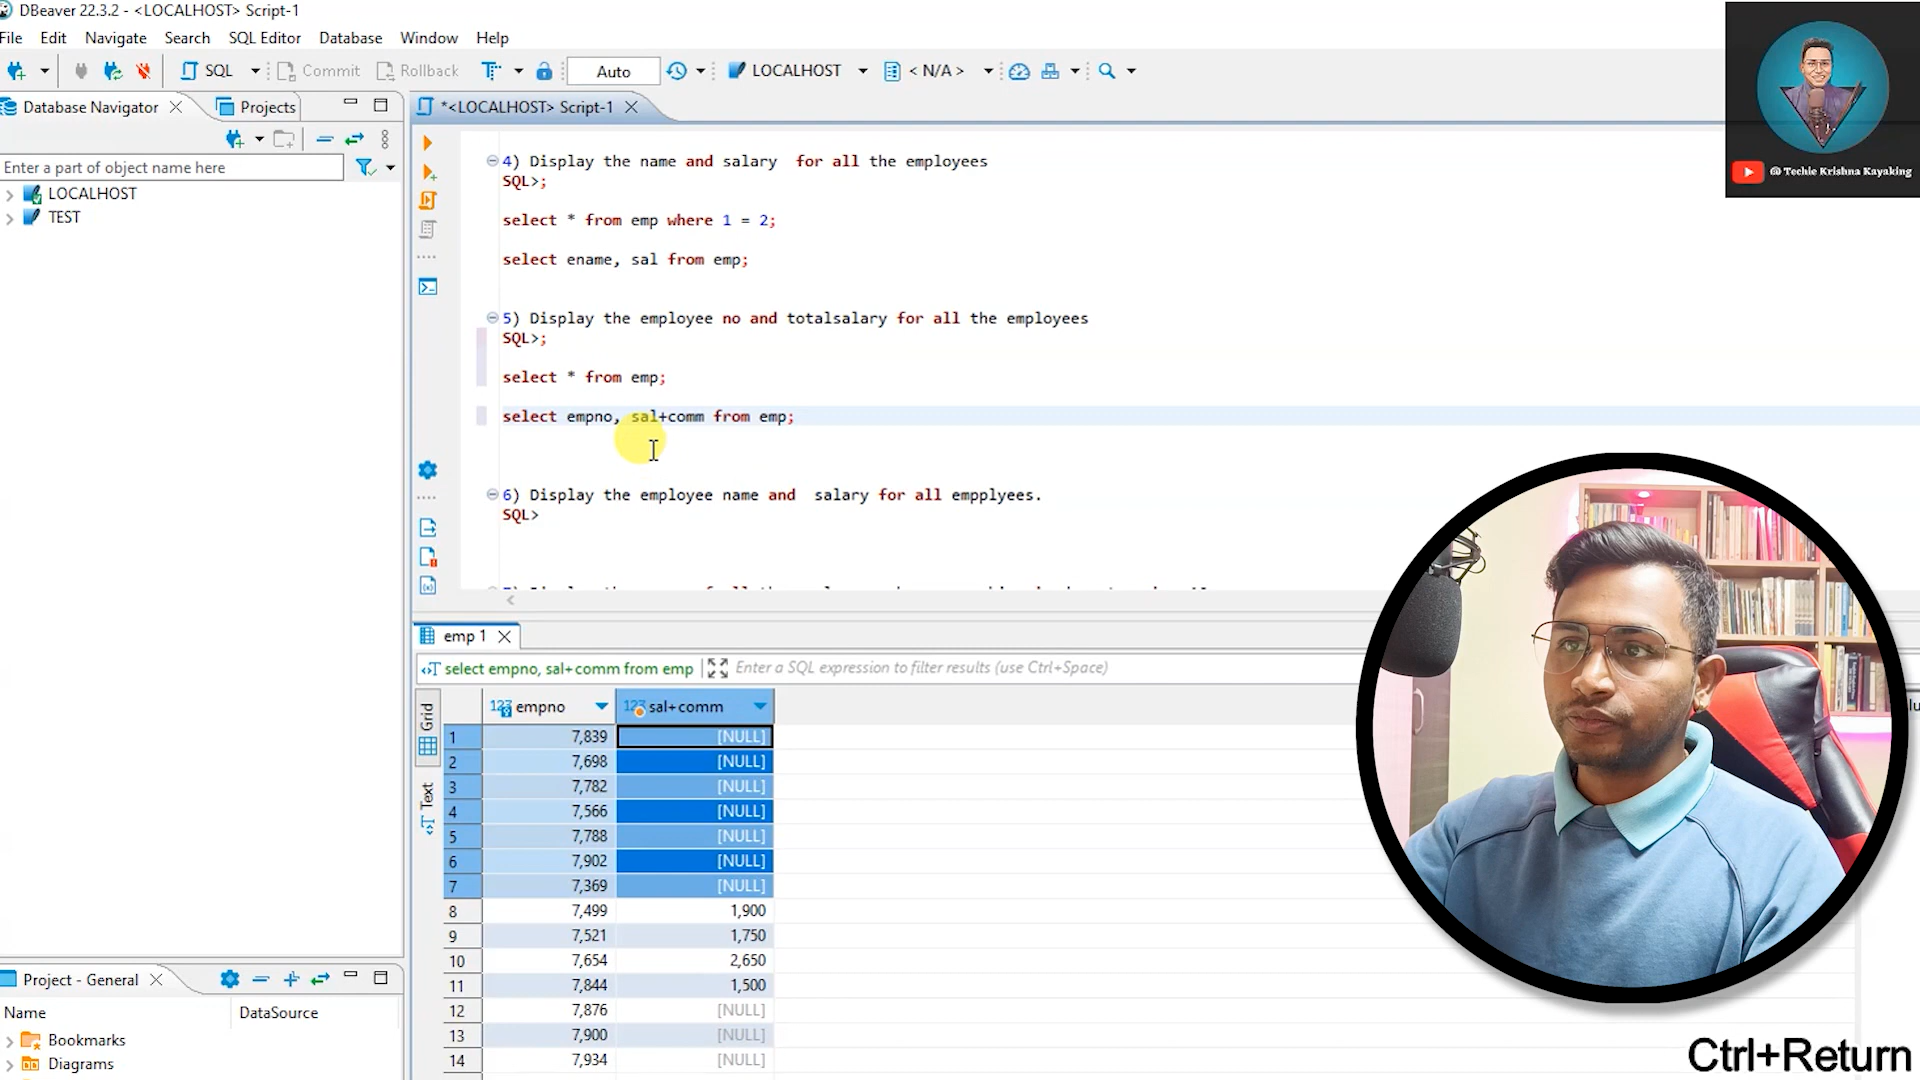 DBeaver 22.3.2 - <LOCALHOST> Script-1
File Edit Navigate Search SQL Editor Database Window Help
SQL Commit Rollback Auto LOCALHOST < N/A >
Database Navigator Projects
*<LOCALHOST> Script-1
Enter a part of object name here
LOCALHOST
TEST
@ Techie Krishna Kayaking
4) Display the name and salary  for all the employees
SQL>;
select * from emp where 1 = 2;
select ename, sal from emp;
5) Display the employee no and totalsalary for all the employees
SQL>;
select * from emp;
select empno, sal+comm from emp;
6) Display the employee name and  salary for all empplyees.
SQL>
emp 1
select empno, sal+comm from emp Enter a SQL expression to filter results (use Ctrl+Space)
Grid
Text
123 empno 123 sal+comm
1 7,839 [NULL]
2 7,698 [NULL]
3 7,782 [NULL]
4 7,566 [NULL]
5 7,788 [NULL]
6 7,902 [NULL]
7 7,369 [NULL]
8 7,499 1,900
9 7,521 1,750
10 7,654 2,650
11 7,844 1,500
12 7,876 [NULL]
13 7,900 [NULL]
14 7,934 [NULL]
Project - General
Name DataSource
Bookmarks
Diagrams
Ctrl+Return